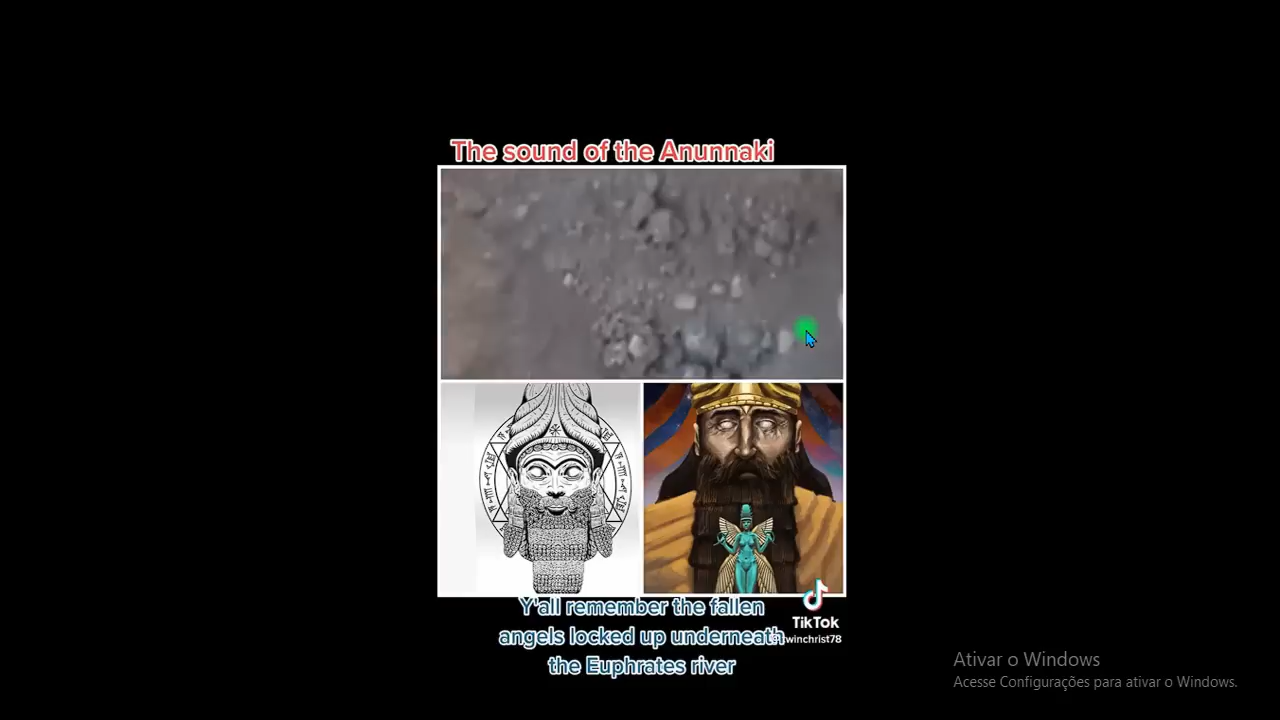 The sound of the Anunnaki
Y'all remember the fallen
angels locked up underneath
the Euphrates river
TikTok
twinchrist78
Ativar o Windows
Acesse Configurações para ativar o Windows.